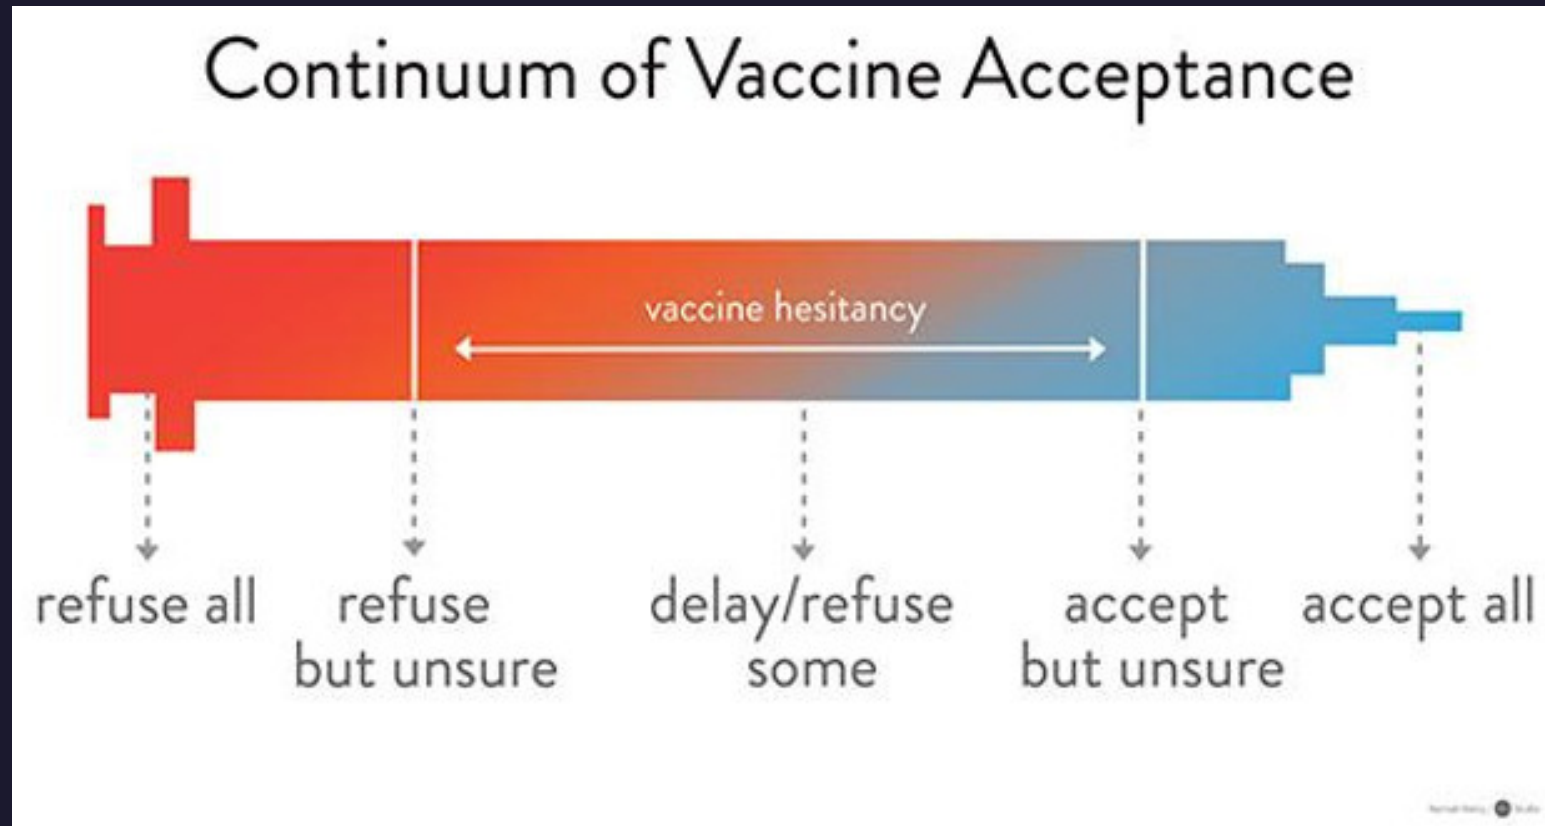 Continuum of Vaccine Acceptance
vaccine hesitancy
refuse all
refuse
but unsure
delay/refuse
some
accept
but unsure
accept all